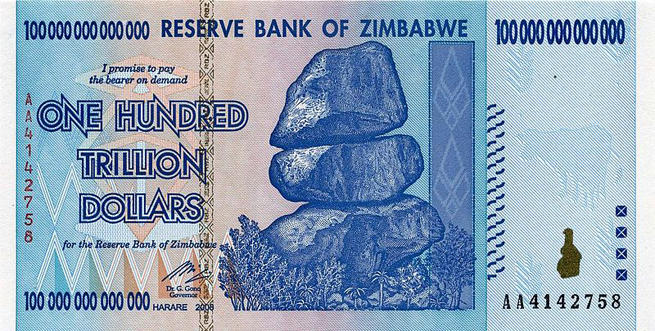 100 000 000 000 000 RESERVE BANK OF ZIMBABWE 100 000 000 000 000
I promise to pay
the bearer on demand
AA4142758
ONE HUNDRED
TRILLION
DOLLARS
for the Reserve Bank of Zimbabwe
Dr. G. Gono
Governor
100 000 000 000 000 HARARE 2008
AA4142758